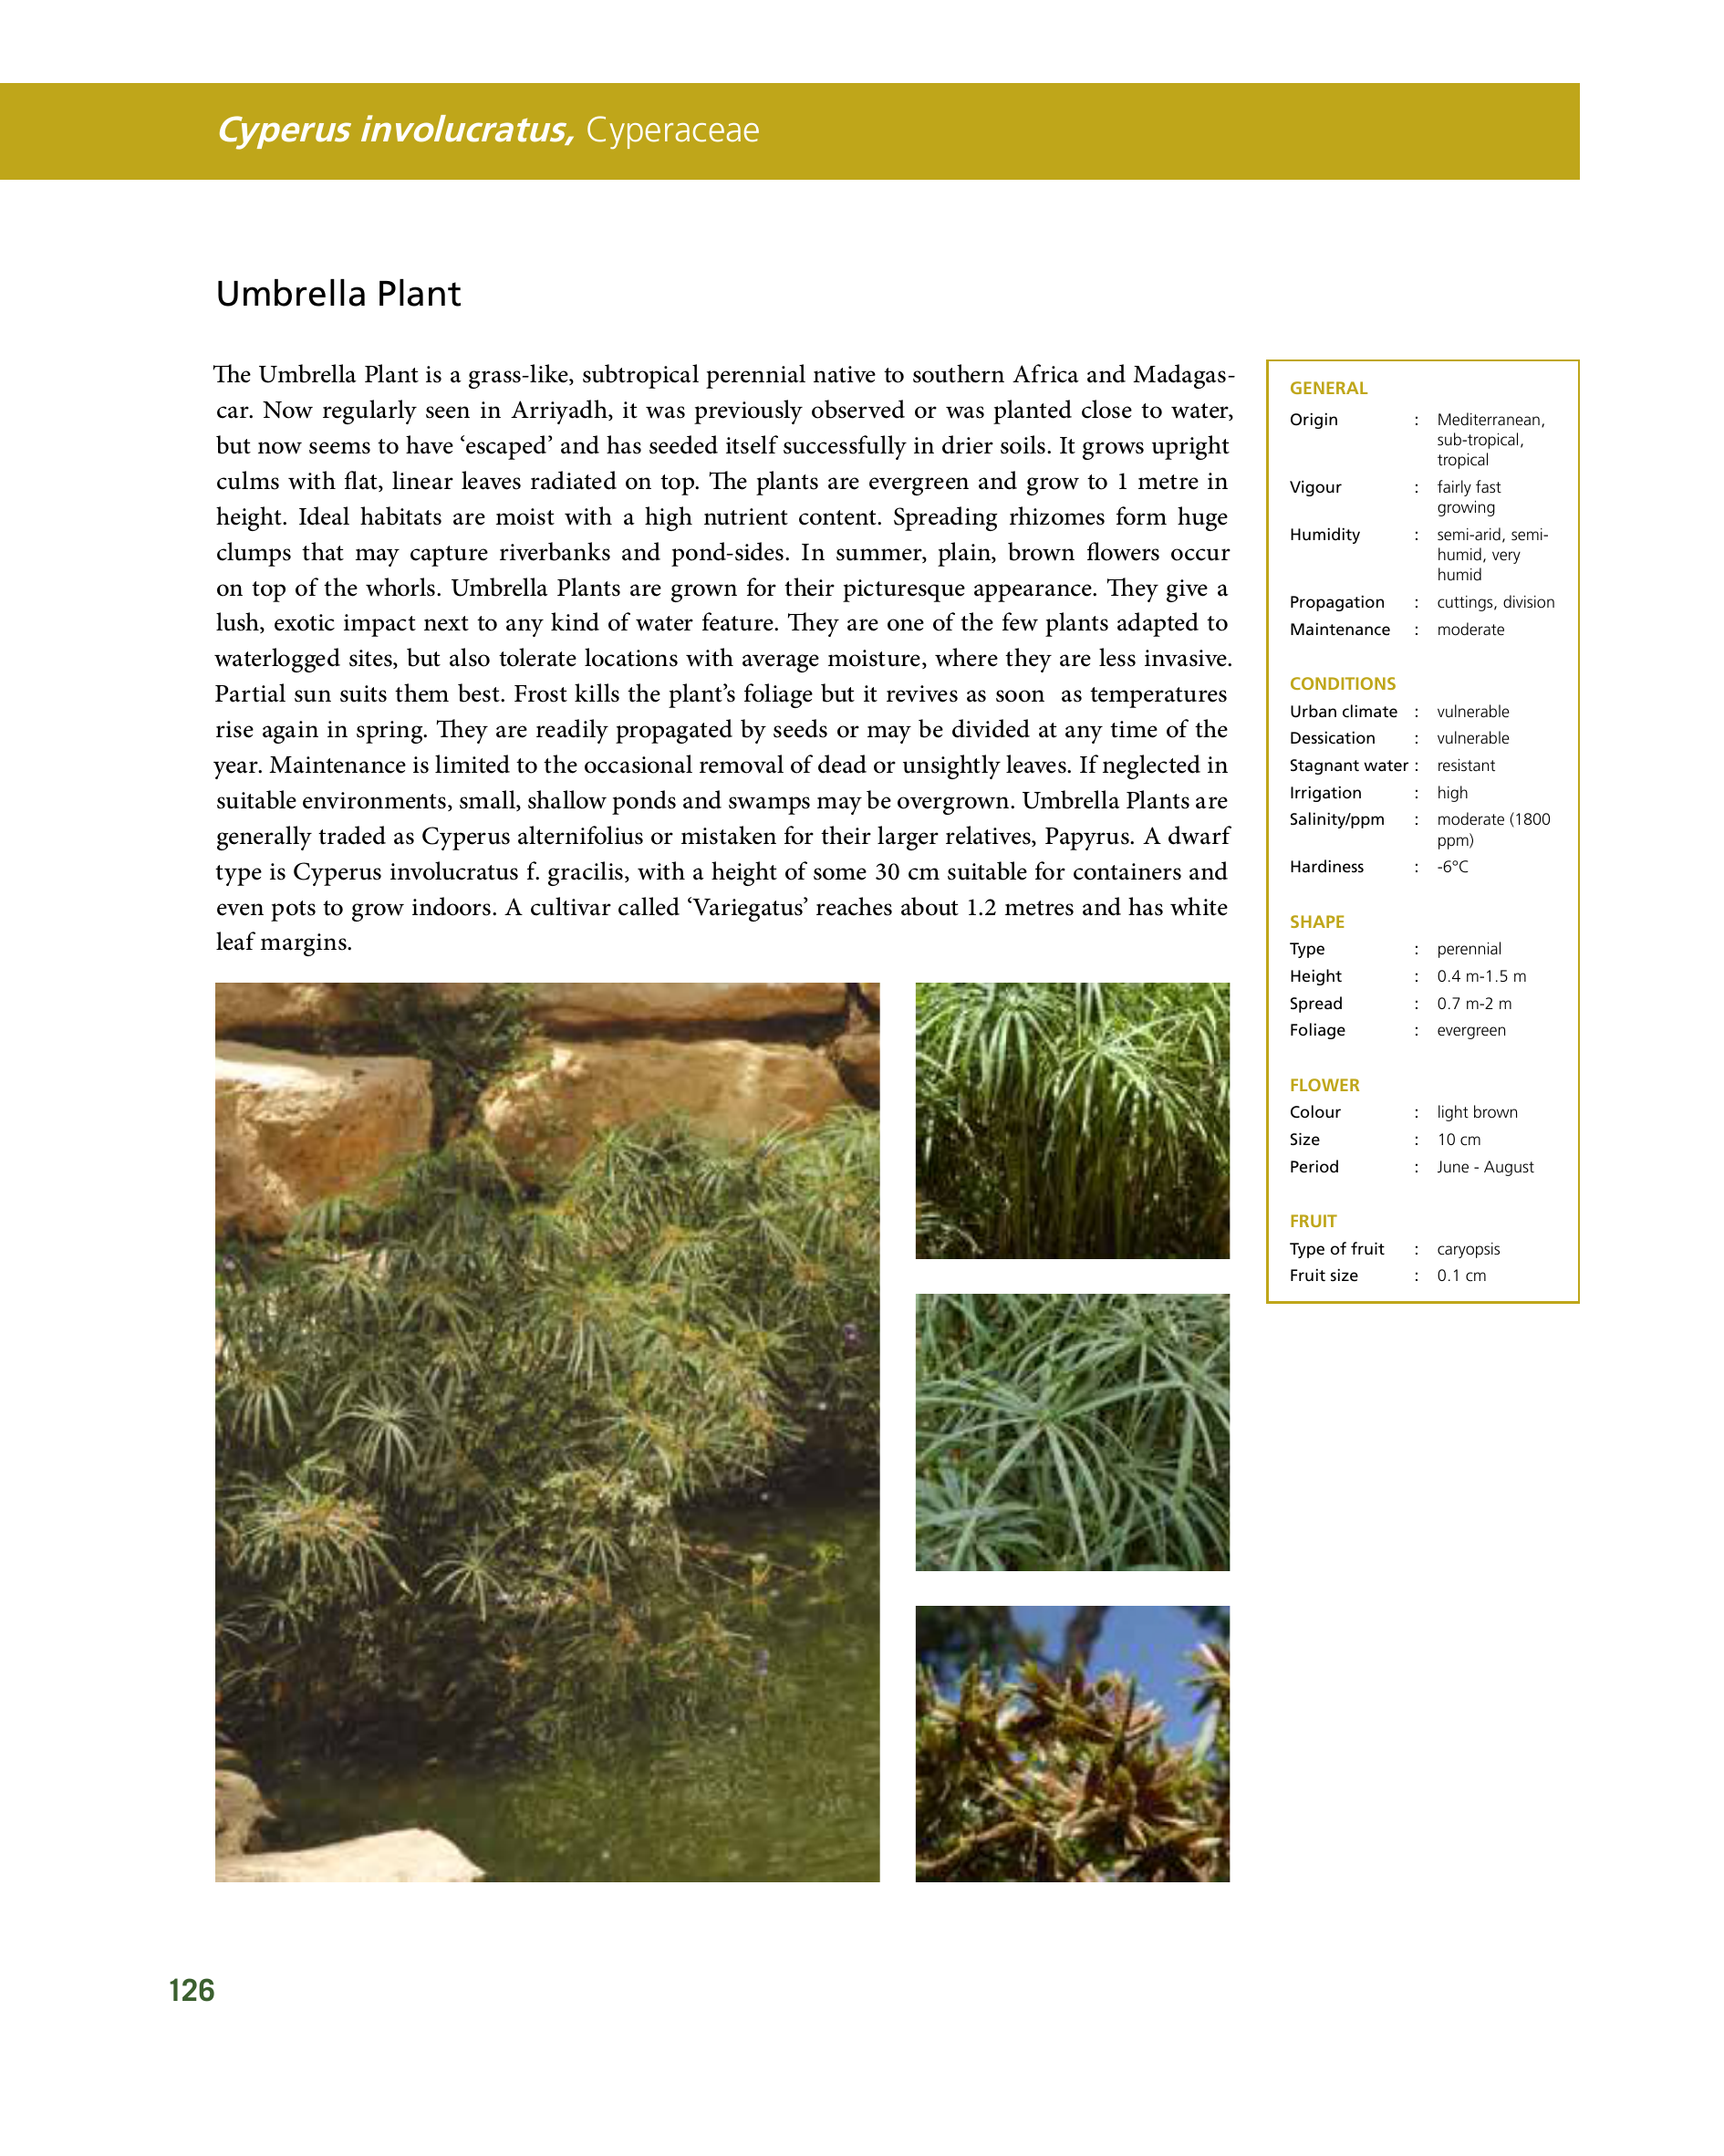 Cyperus involucratus, Cyperaceae
Umbrella Plant
The Umbrella Plant is a grass-like, subtropical perennial native to southern Africa and Madagas-
car. Now regularly seen in Arriyadh, it was previously observed or was planted close to water,
but now seems to have ‘escaped’ and has seeded itself successfully in drier soils. It grows upright
culms with flat, linear leaves radiated on top. The plants are evergreen and grow to 1 metre in
height. Ideal habitats are moist with a high nutrient content. Spreading rhizomes form huge
clumps that may capture riverbanks and pond-sides. In summer, plain, brown flowers occur
on top of the whorls. Umbrella Plants are grown for their picturesque appearance. They give a
lush, exotic impact next to any kind of water feature. They are one of the few plants adapted to
waterlogged sites, but also tolerate locations with average moisture, where they are less invasive.
Partial sun suits them best. Frost kills the plant’s foliage but it revives as soon as temperatures
rise again in spring. They are readily propagated by seeds or may be divided at any time of the
year. Maintenance is limited to the occasional removal of dead or unsightly leaves. If neglected in
suitable environments, small, shallow ponds and swamps may be overgrown. Umbrella Plants are
generally traded as Cyperus alternifolius or mistaken for their larger relatives, Papyrus. A dwarf
type is Cyperus involucratus f. gracilis, with a height of some 30 cm suitable for containers and
even pots to grow indoors. A cultivar called ‘Variegatus’ reaches about 1.2 metres and has white
leaf margins.
GENERAL
Origin : Mediterranean,
sub-tropical,
tropical
Vigour : fairly fast
growing
Humidity : semi-arid, semi-
humid, very
humid
Propagation : cuttings, division
Maintenance : moderate
CONDITIONS
Urban climate : vulnerable
Dessication : vulnerable
Stagnant water : resistant
Irrigation : high
Salinity/ppm : moderate (1800
ppm)
Hardiness : -6°C
SHAPE
Type : perennial
Height : 0.4 m-1.5 m
Spread : 0.7 m-2 m
Foliage : evergreen
FLOWER
Colour : light brown
Size : 10 cm
Period : June - August
FRUIT
Type of fruit : caryopsis
Fruit size : 0.1 cm
126